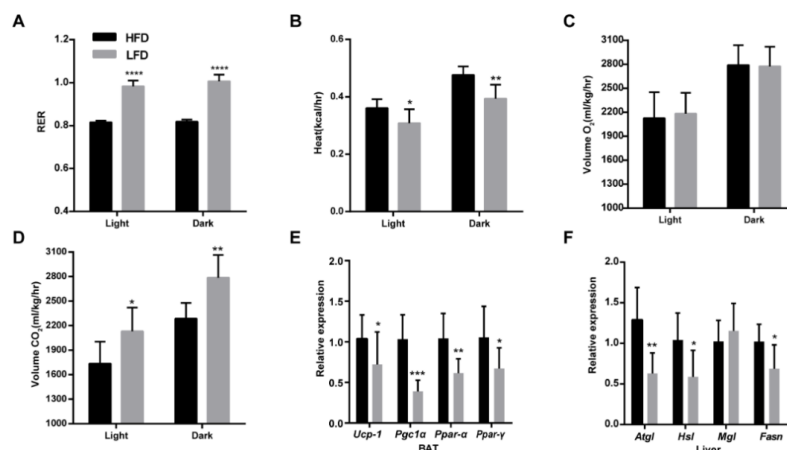 A
HFD
LFD
RER
1.2
1.0
0.8
0.6
0.4
****
****
Light
Dark
B
Heat(kcal/hr)
0.6
0.4
0.2
0.0
*
**
Light
Dark
C
Volume O2(ml/kg/hr)
3100
2800
2500
2200
1900
1600
1300
1000
Light
Dark
D
Volume CO2(ml/kg/hr)
3100
2800
2500
2200
1900
1600
1300
1000
*
**
Light
Dark
E
Relative expression
2.0
1.5
1.0
0.5
0.0
*
***
**
*
Ucp-1
Pgc1α
Ppar-α
Ppar-γ
BAT
F
Relative expression
2.0
1.5
1.0
0.5
0.0
**
*
*
Atgl
Hsl
Mgl
Fasn
Liver